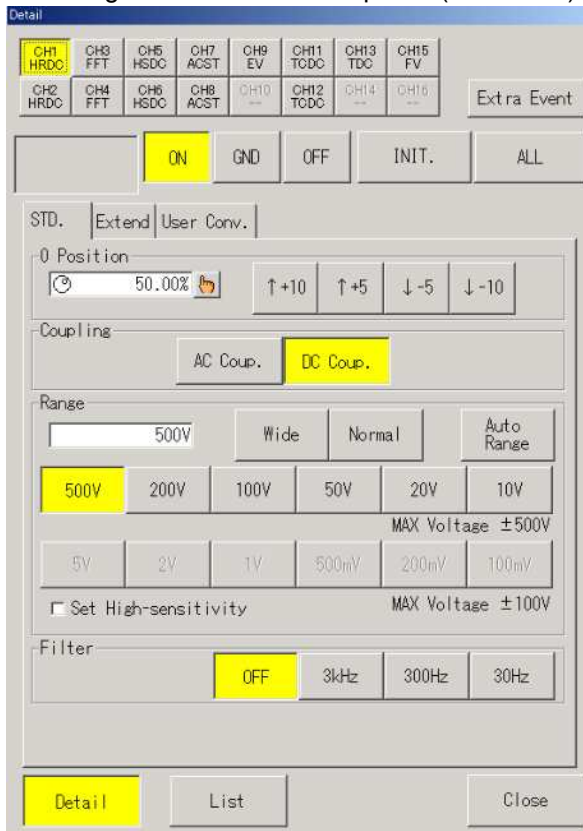 Detail
CH1 HRDC CH3 FFT CH5 HSDC CH7 ACST CH9 EV CH11 TCDC CH13 TDC CH15 FV
CH2 HRDC CH4 FFT CH6 HSDC CH8 ACST CH10 -- CH12 TCDC CH14 -- CH16 --
Extra Event
ON GND OFF INIT. ALL
STD. Extend User Conv.
0 Position
50.00% ↑+10 ↑+5 ↓-5 ↓-10
Coupling
AC Coup. DC Coup.
Range
500V Wide Normal Auto Range
500V 200V 100V 50V 20V 10V
MAX Voltage ±500V
5V 2V 1V 500mV 200mV 100mV
Set High-sensitivity MAX Voltage ±100V
Filter
OFF 3kHz 300Hz 30Hz
Detail List Close